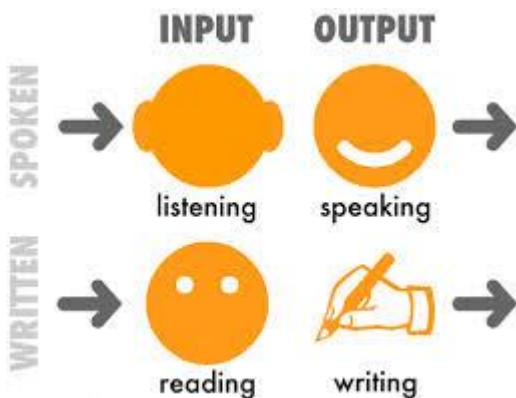 INPUT OUTPUT
SPOKEN
listening speaking
WRITTEN
reading writing